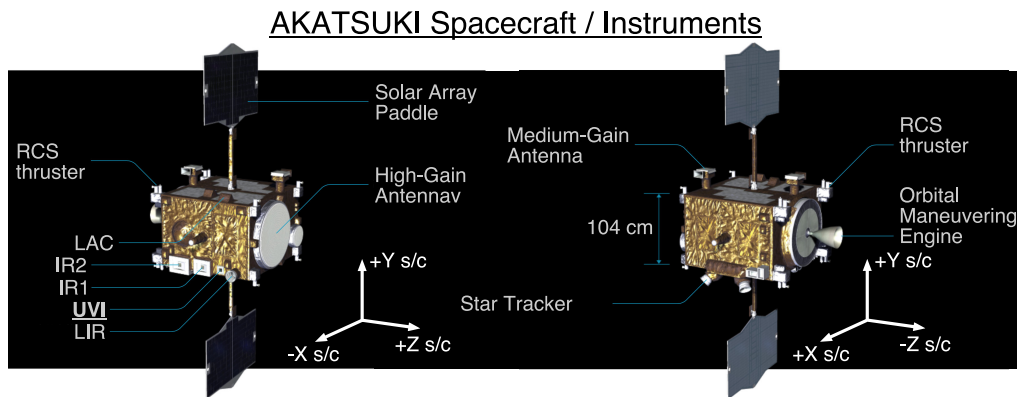 AKATSUKI Spacecraft / Instruments
Solar Array
Paddle
RCS
thruster
High-Gain
Antennav
LAC
IR2
IR1
UVI
LIR
+Y s/c
-X s/c
+Z s/c
Medium-Gain
Antenna
RCS
thruster
104 cm
Orbital
Maneuvering
Engine
Star Tracker
+Y s/c
+X s/c
-Z s/c